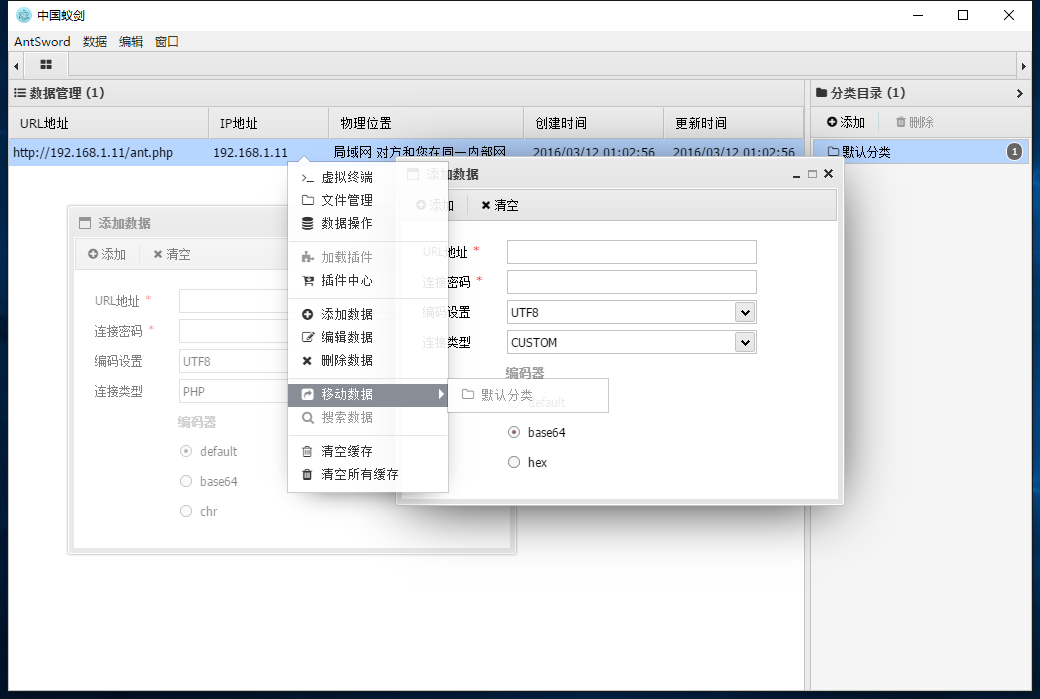 中国蚁剑
AntSword 数据 编辑 窗口
数据管理 (1)
分类目录 (1)
URL地址 IP地址 物理位置 创建时间 更新时间
添加 删除
http://192.168.1.11/ant.php 192.168.1.11 局域网 对方和您在同一内部网 2016/03/12 01:02:56 2016/03/12 01:02:56
默认分类 1
添加数据
添加 清空
URL地址 *
连接密码 *
编码设置 UTF8
连接类型 PHP
编码器
default
base64
chr
虚拟终端
文件管理
数据操作
加载插件
插件中心
添加数据
编辑数据
删除数据
移动数据
搜索数据
清空缓存
清空所有缓存
默认分类
添加数据
添加 清空
URL地址 *
连接密码 *
编码设置 UTF8
连接类型 CUSTOM
编码器
default
base64
hex